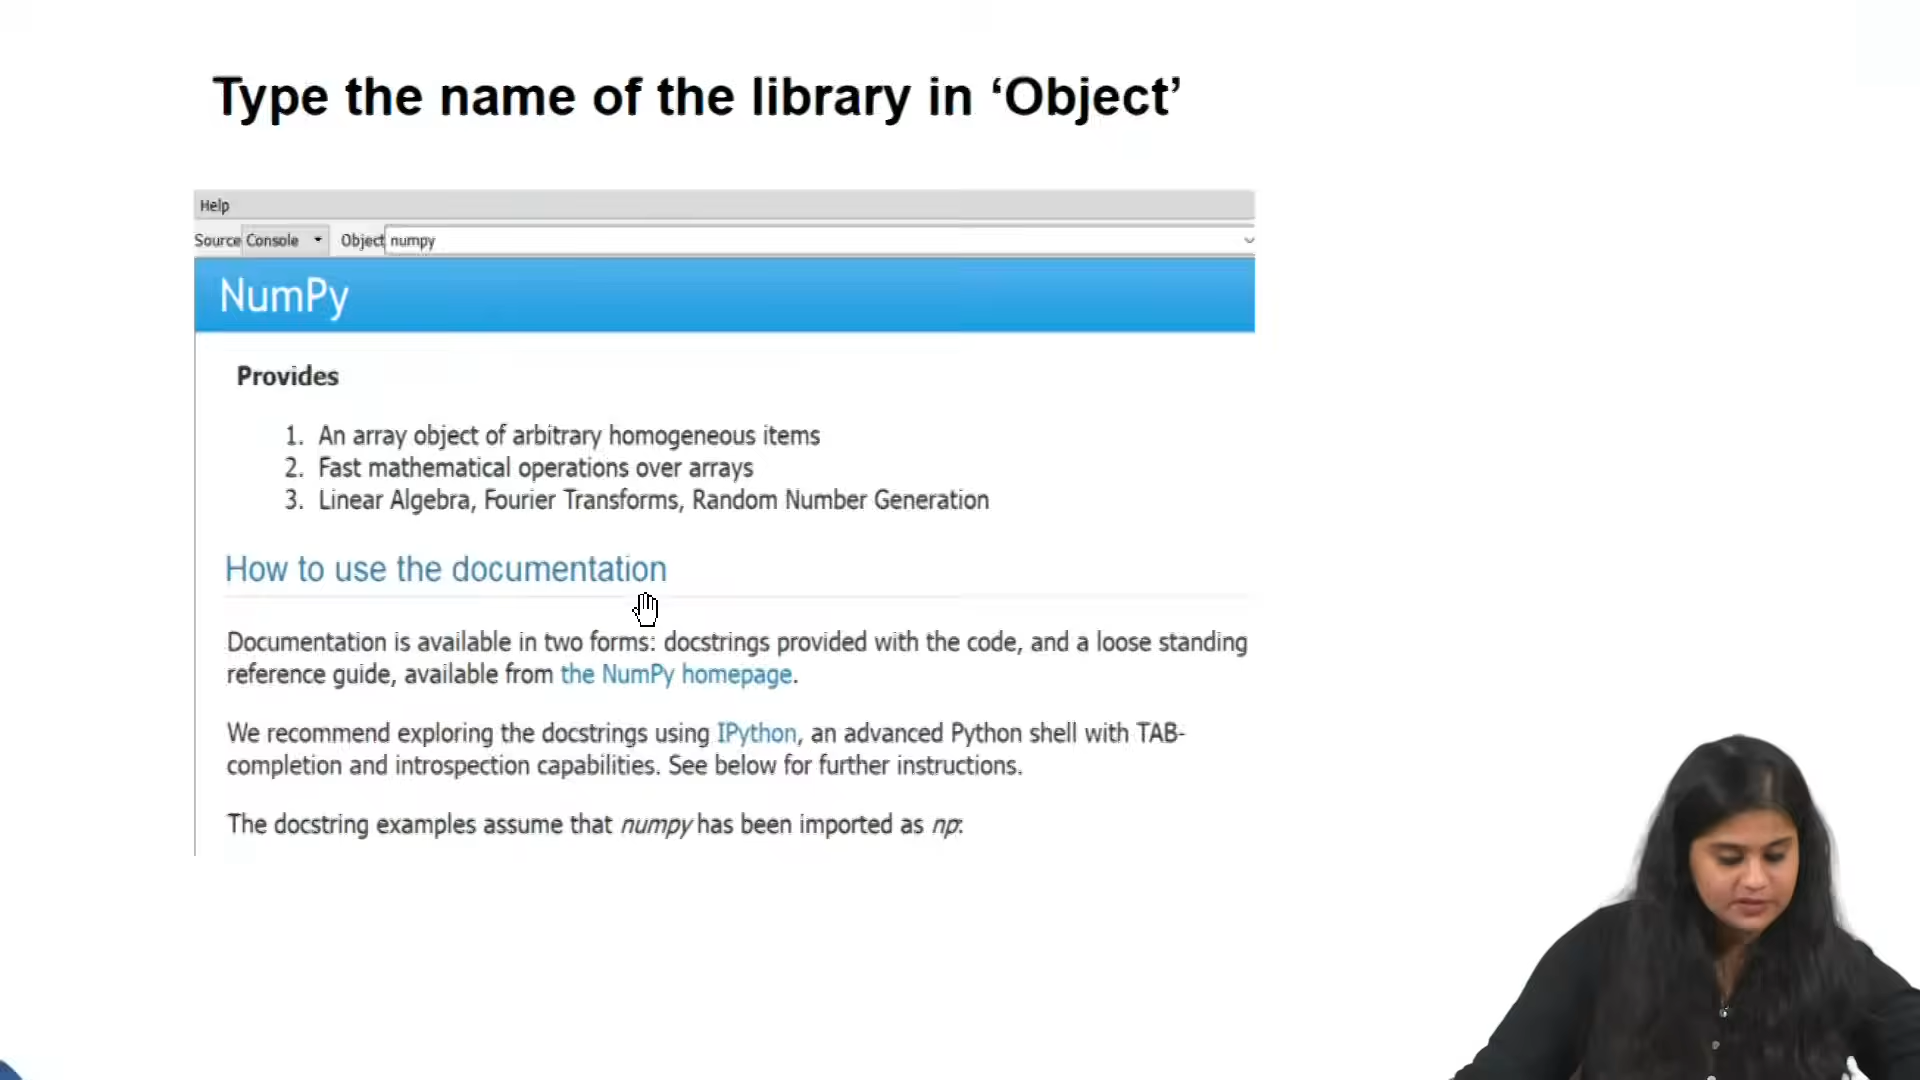 Type the name of the library in ‘Object’
Help
Source Console Object numpy
NumPy
Provides
1. An array object of arbitrary homogeneous items
2. Fast mathematical operations over arrays
3. Linear Algebra, Fourier Transforms, Random Number Generation
How to use the documentation
Documentation is available in two forms: docstrings provided with the code, and a loose standing
reference guide, available from the NumPy homepage.
We recommend exploring the docstrings using IPython, an advanced Python shell with TAB-
completion and introspection capabilities. See below for further instructions.
The docstring examples assume that numpy has been imported as np: